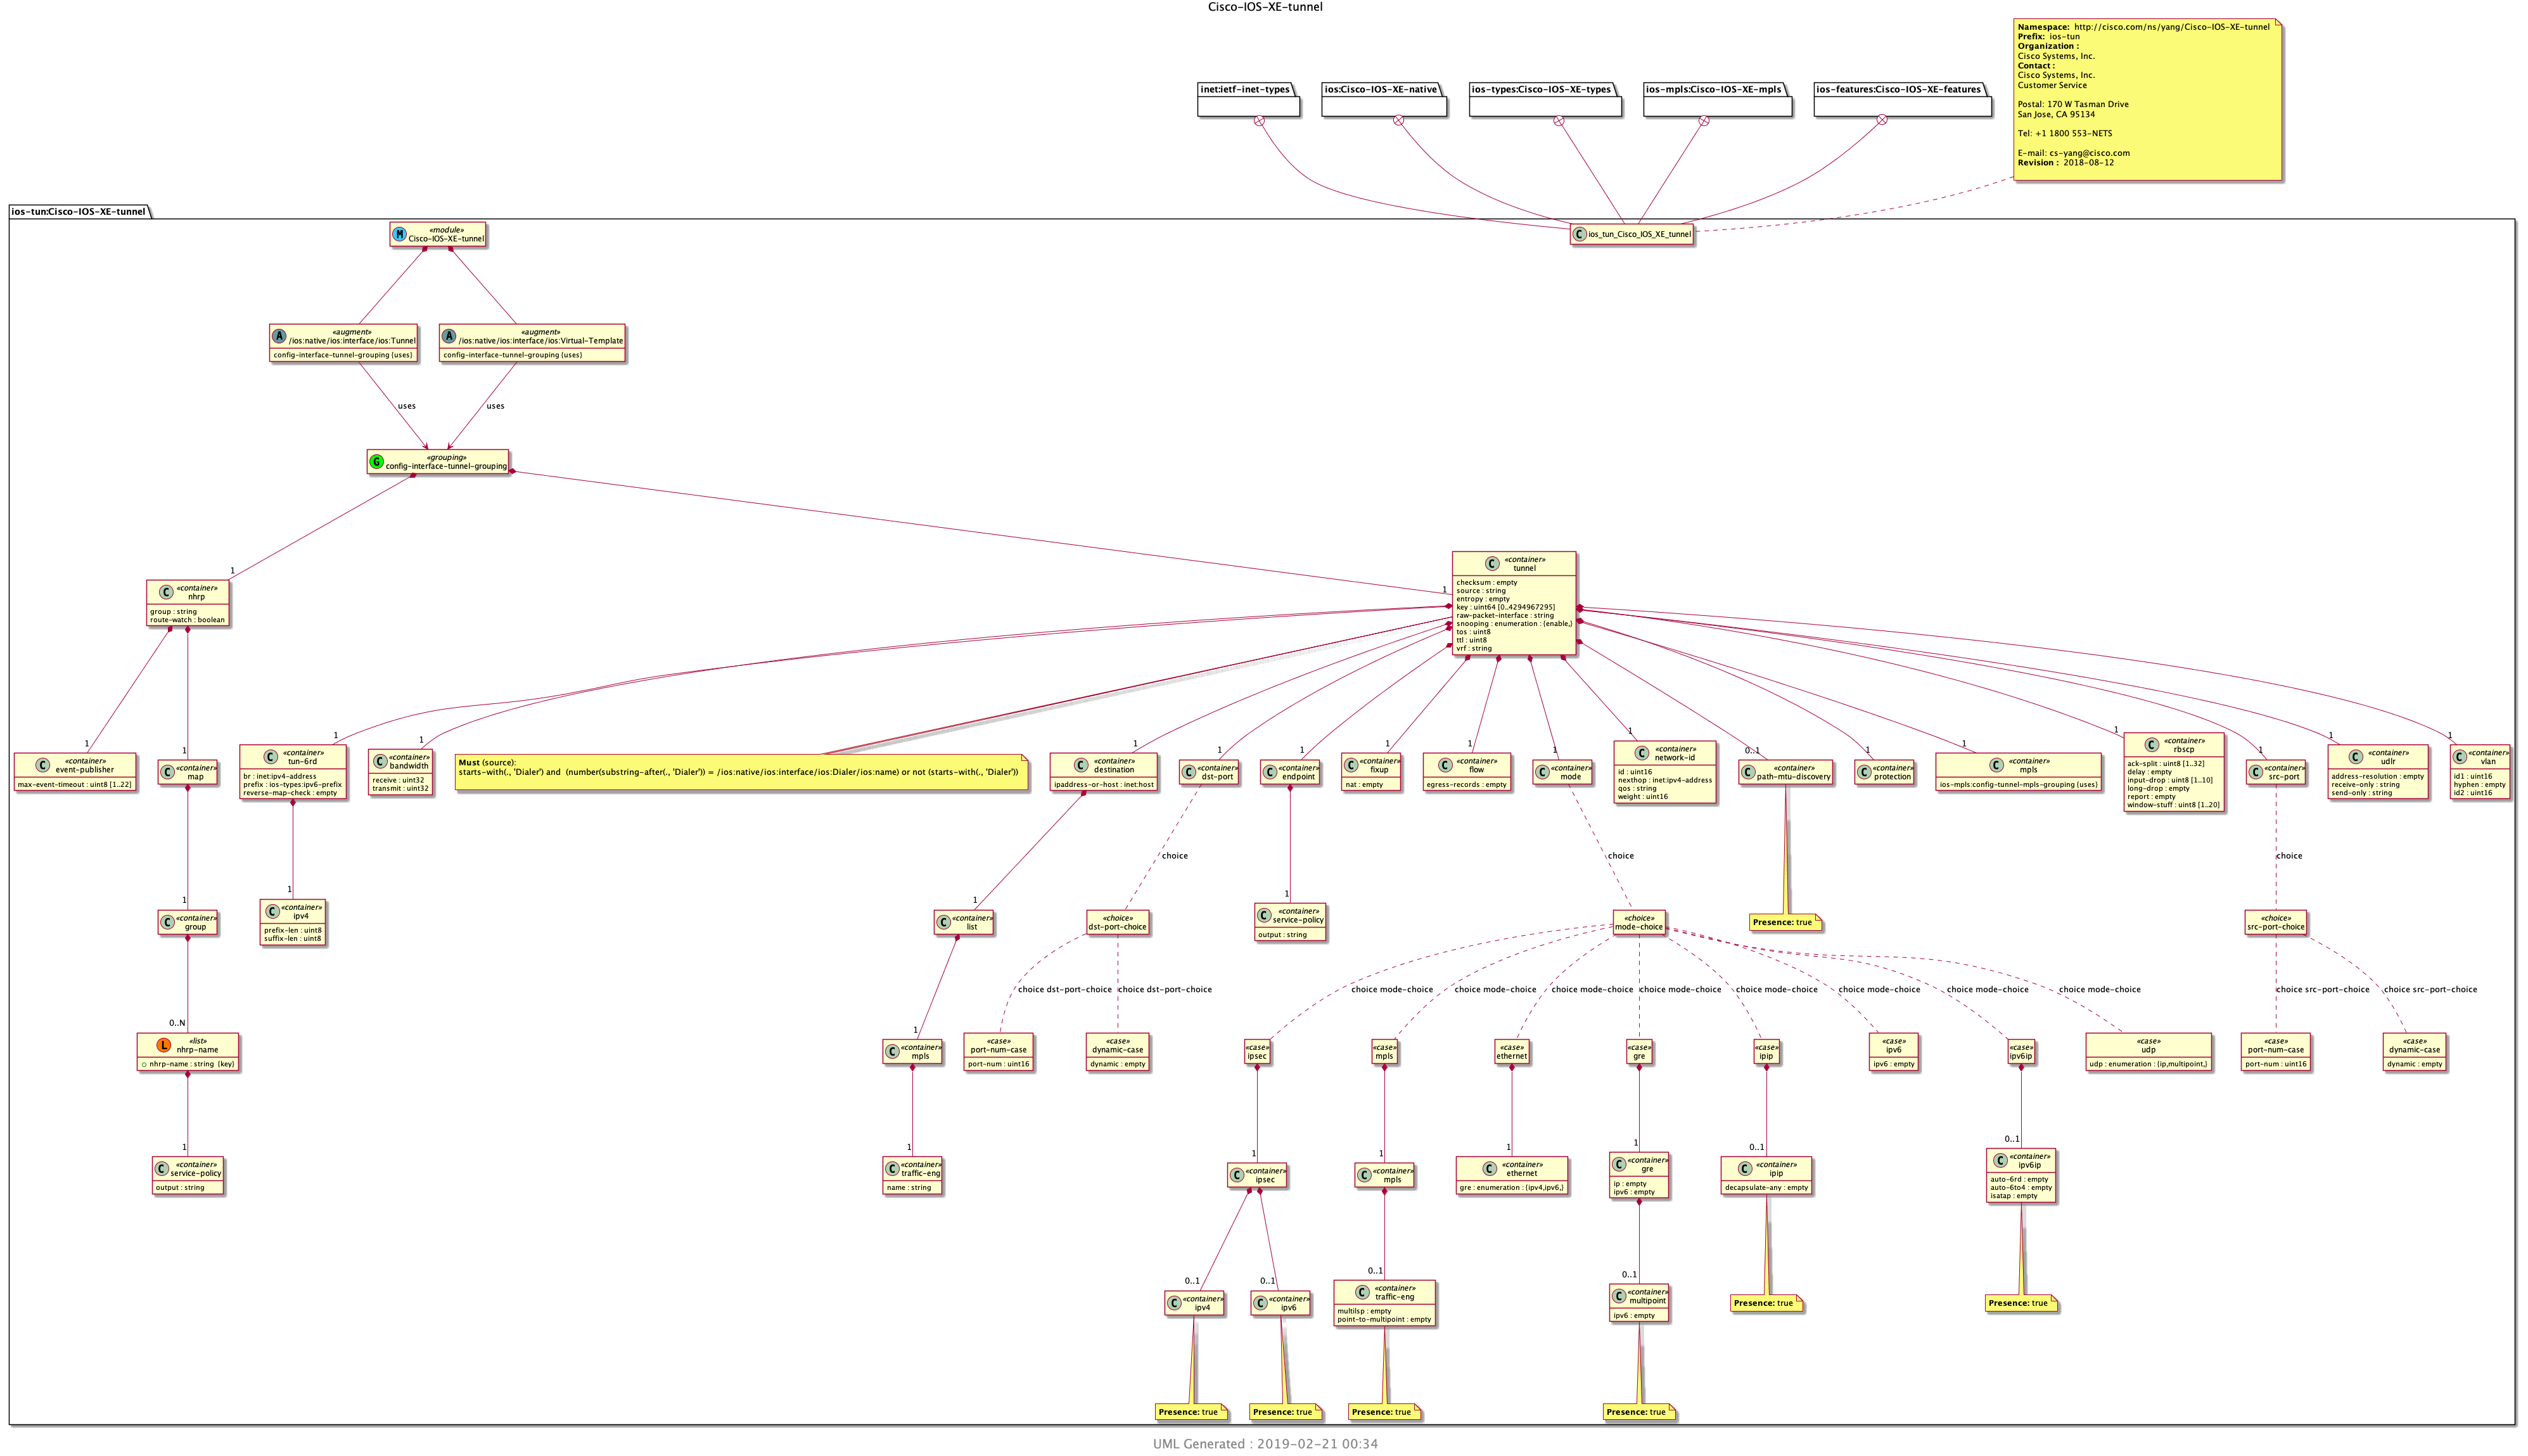 Cisco-IOS-XE-tunnel
Namespace: http://cisco.com/ns/yang/Cisco-IOS-XE-tunnel
Prefix: ios-tun
Organization :
Cisco Systems, Inc.
Contact :
Cisco Systems, Inc.
Customer Service
Postal: 170 W Tasman Drive
San Jose, CA 95134
Tel: +1 1800 553-NETS
E-mail: cs-yang@cisco.com
Revision : 2018-08-12
inet:ietf-inet-types
ios:Cisco-IOS-XE-native
ios-types:Cisco-IOS-XE-types
ios-mpls:Cisco-IOS-XE-mpls
ios-features:Cisco-IOS-XE-features
ios-tun:Cisco-IOS-XE-tunnel
M
«module»
Cisco-IOS-XE-tunnel
C
ios_tun_Cisco_IOS_XE_tunnel
A
«augment»
/ios:native/ios:interface/ios:Tunnel
config-interface-tunnel-grouping {uses}
A
«augment»
/ios:native/ios:interface/ios:Virtual-Template
config-interface-tunnel-grouping {uses}
uses
uses
G
«grouping»
config-interface-tunnel-grouping
1
C
«container»
nhrp
group : string
route-watch : boolean
1
C
«container»
tunnel
checksum : empty
source : string
entropy : empty
key : uint64 [0..4294967295]
raw-packet-interface : string
snooping : enumeration : {enable,}
tos : uint8
ttl : uint8
vrf : string
1
C
«container»
event-publisher
max-event-timeout : uint8 [1..22]
1
C
«container»
map
1
C
«container»
tun-6rd
br : inet:ipv4-address
prefix : ios-types:ipv6-prefix
reverse-map-check : empty
1
C
«container»
bandwidth
receive : uint32
transmit : uint32
Must (source):
starts-with(., 'Dialer') and  (number(substring-after(., 'Dialer')) = /ios:native/ios:interface/ios:Dialer/ios:name) or not (starts-with(., 'Dialer'))
1
C
«container»
destination
ipaddress-or-host : inet:host
1
C
«container»
dst-port
1
C
«container»
endpoint
1
C
«container»
fixup
nat : empty
1
C
«container»
flow
egress-records : empty
1
C
«container»
mode
1
C
«container»
network-id
id : uint16
nexthop : inet:ipv4-address
qos : string
weight : uint16
0..1
C
«container»
path-mtu-discovery
1
C
«container»
protection
1
C
«container»
mpls
ios-mpls:config-tunnel-mpls-grouping {uses}
1
C
«container»
rbscp
ack-split : uint8 [1..32]
delay : empty
input-drop : uint8 [1..10]
long-drop : empty
report : empty
window-stuff : uint8 [1..20]
1
C
«container»
src-port
1
C
«container»
udlr
address-resolution : empty
receive-only : string
send-only : string
1
C
«container»
vlan
id1 : uint16
hyphen : empty
id2 : uint16
choice
choice
choice
1
C
«container»
group
1
C
«container»
ipv4
prefix-len : uint8
suffix-len : uint8
1
C
«container»
list
«choice»
dst-port-choice
1
C
«container»
service-policy
output : string
«choice»
mode-choice
Presence: true
«choice»
src-port-choice
choice dst-port-choice
choice dst-port-choice
choice mode-choice
choice mode-choice
choice mode-choice
choice mode-choice
choice mode-choice
choice mode-choice
choice mode-choice
choice mode-choice
choice src-port-choice
choice src-port-choice
0..N
L
«list»
nhrp-name
nhrp-name : string {key}
1
C
«container»
mpls
«case»
port-num-case
port-num : uint16
«case»
dynamic-case
dynamic : empty
«case»
ipsec
«case»
mpls
«case»
ethernet
«case»
gre
«case»
ipip
«case»
ipv6
ipv6 : empty
«case»
ipv6ip
«case»
udp
udp : enumeration : {ip,multipoint,}
«case»
port-num-case
port-num : uint16
«case»
dynamic-case
dynamic : empty
1
C
«container»
service-policy
output : string
1
C
«container»
traffic-eng
name : string
1
C
«container»
ipsec
1
C
«container»
mpls
1
C
«container»
ethernet
gre : enumeration : {ipv4,ipv6,}
1
C
«container»
gre
ip : empty
ipv6 : empty
0..1
C
«container»
ipip
decapsulate-any : empty
0..1
C
«container»
ipv6ip
auto-6rd : empty
auto-6to4 : empty
isatap : empty
0..1
C
«container»
ipv4
0..1
C
«container»
ipv6
0..1
C
«container»
traffic-eng
multilsp : empty
point-to-multipoint : empty
0..1
C
«container»
multipoint
ipv6 : empty
Presence: true
Presence: true
Presence: true
Presence: true
Presence: true
Presence: true
UML Generated : 2019-02-21 00:34